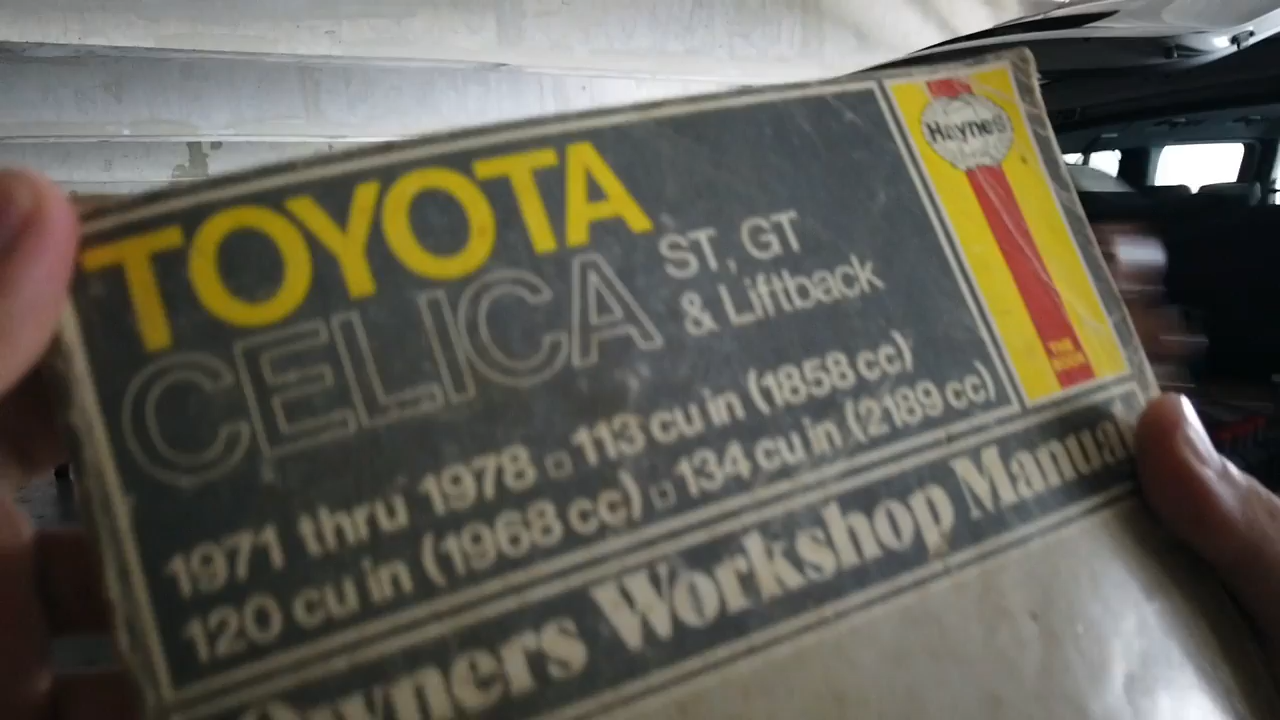 TOYOTA
CELICA ST, GT
& Liftback
1971 thru 1978 □ 113 cu in (1858 cc)
120 cu in (1968 cc) □ 134 cu in (2189 cc)
Owners Workshop Manual
Haynes